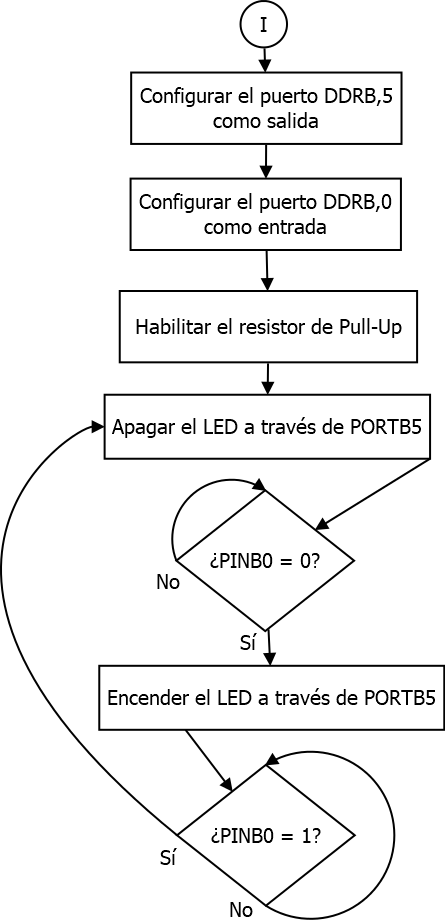 I
Configurar el puerto DDRB,5
como salida
Configurar el puerto DDRB,0
como entrada
Habilitar el resistor de Pull-Up
Apagar el LED a través de PORTB5
¿PINB0 = 0?
No
Sí
Encender el LED a través de PORTB5
¿PINB0 = 1?
Sí
No